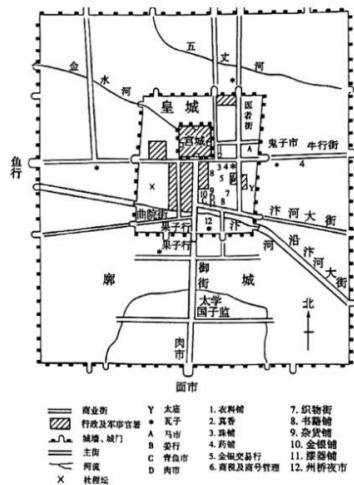 五丈河
金水河
皇城
医者街
宫城
鬼子市
牛行街
鱼行
A
2
3 4
5
4
8
6
7
Y
10
9
X
曲院街
果子行
果子行
12
汴河
汴河大街
沿汴河大街
廓城
御街
太学
国子监
北
肉市
面市
商业街
行政及军事官署
城墙、城门
主街
河流
X 社稷坛
Y 太庙
* 瓦子
A 马市
B 姜行
C 青鱼市
D 肉市
1. 衣料铺
2. 真香
3. 珠铺
4. 药铺
5. 金银交易行
6. 商税及商号管理
7. 织物街
8. 书籍铺
9. 杂货铺
10. 金银铺
11. 漆器铺
12. 州桥夜市